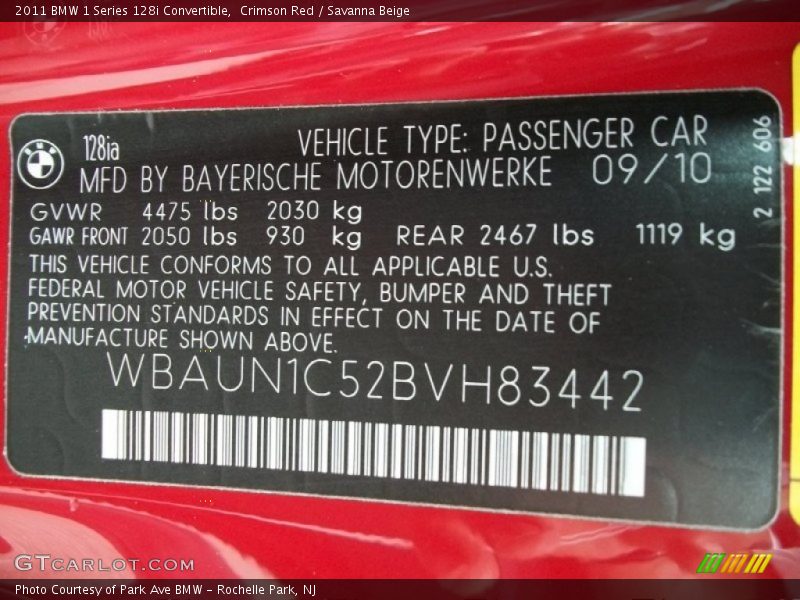 2011 BMW 1 Series 128i Convertible,  Crimson Red / Savanna Beige
BMW
128ia
VEHICLE TYPE: PASSENGER CAR
MFD BY BAYERISCHE MOTORENWERKE 09/10
GVWR 4475 lbs 2030 kg
GAWR FRONT 2050 lbs 930 kg REAR 2467 lbs 1119 kg
THIS VEHICLE CONFORMS TO ALL APPLICABLE U.S.
FEDERAL MOTOR VEHICLE SAFETY, BUMPER AND THEFT
PREVENTION STANDARDS IN EFFECT ON THE DATE OF
MANUFACTURE SHOWN ABOVE.
WBAUN1C52BVH83442
2 122 606
GTCARLOT.COM
Photo Courtesy of Park Ave BMW - Rochelle Park, NJ